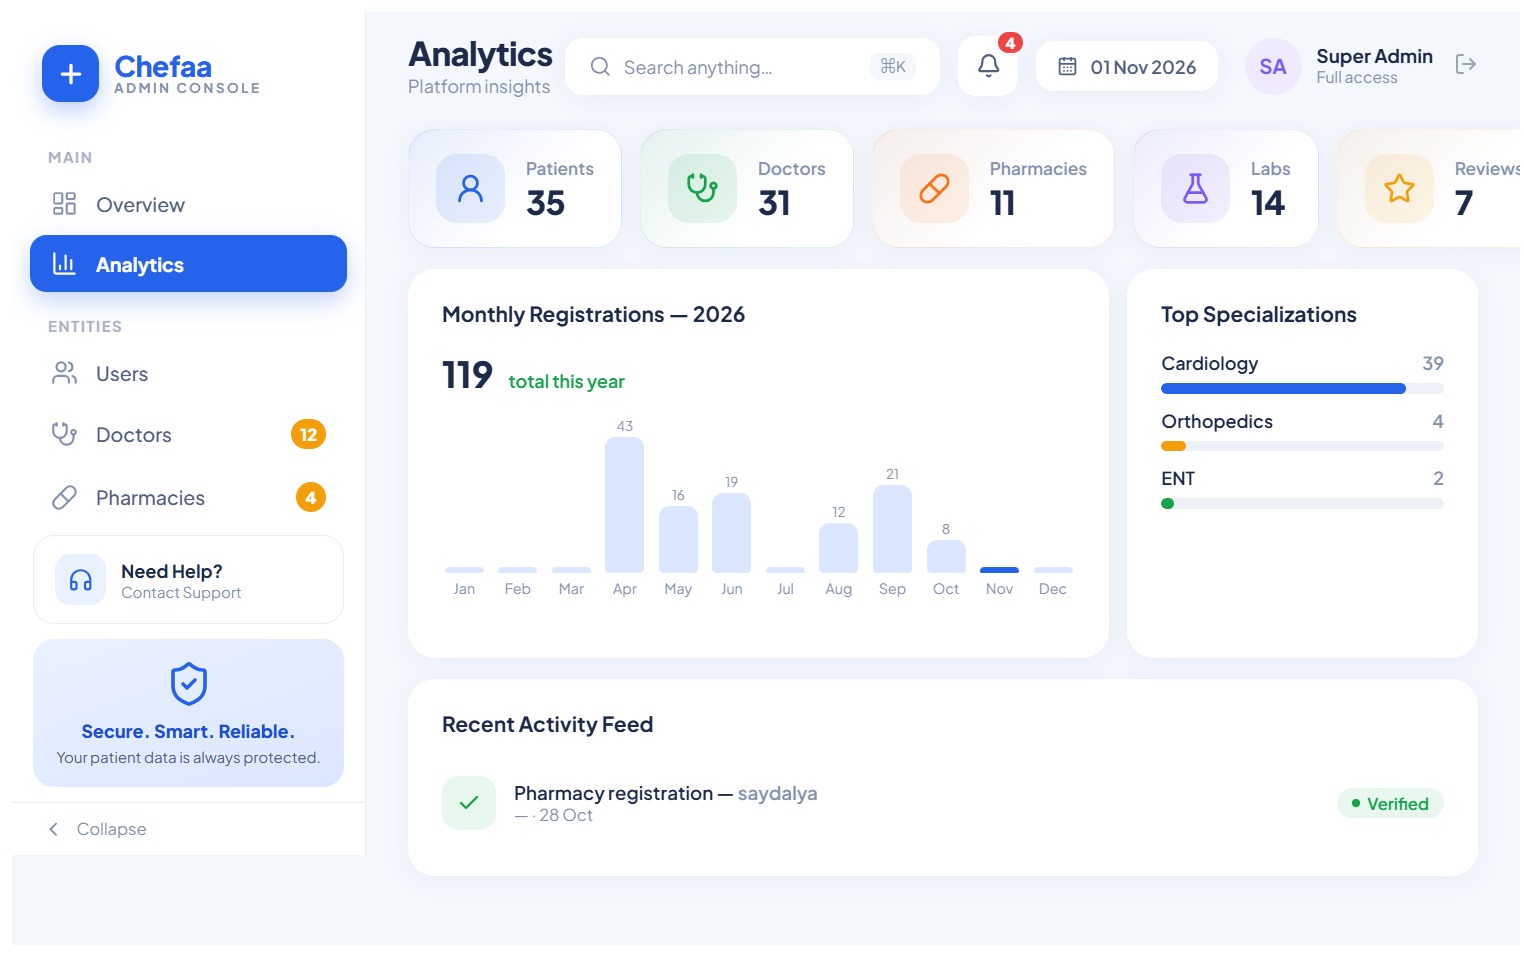 Chefaa
ADMIN CONSOLE
MAIN
Overview
Analytics
ENTITIES
Users
Doctors 12
Pharmacies 4
Need Help?
Contact Support
Secure. Smart. Reliable.
Your patient data is always protected.
Collapse
Analytics
Platform insights
Search anything... ⌘K
4
01 Nov 2026
SA
Super Admin
Full access
Patients
35
Doctors
31
Pharmacies
11
Labs
14
Reviews
7
Monthly Registrations — 2026
119 total this year
43
16
19
12
21
8
Jan Feb Mar Apr May Jun Jul Aug Sep Oct Nov Dec
Top Specializations
Cardiology 39
Orthopedics 4
ENT 2
Recent Activity Feed
Pharmacy registration — saydalya
— · 28 Oct
Verified